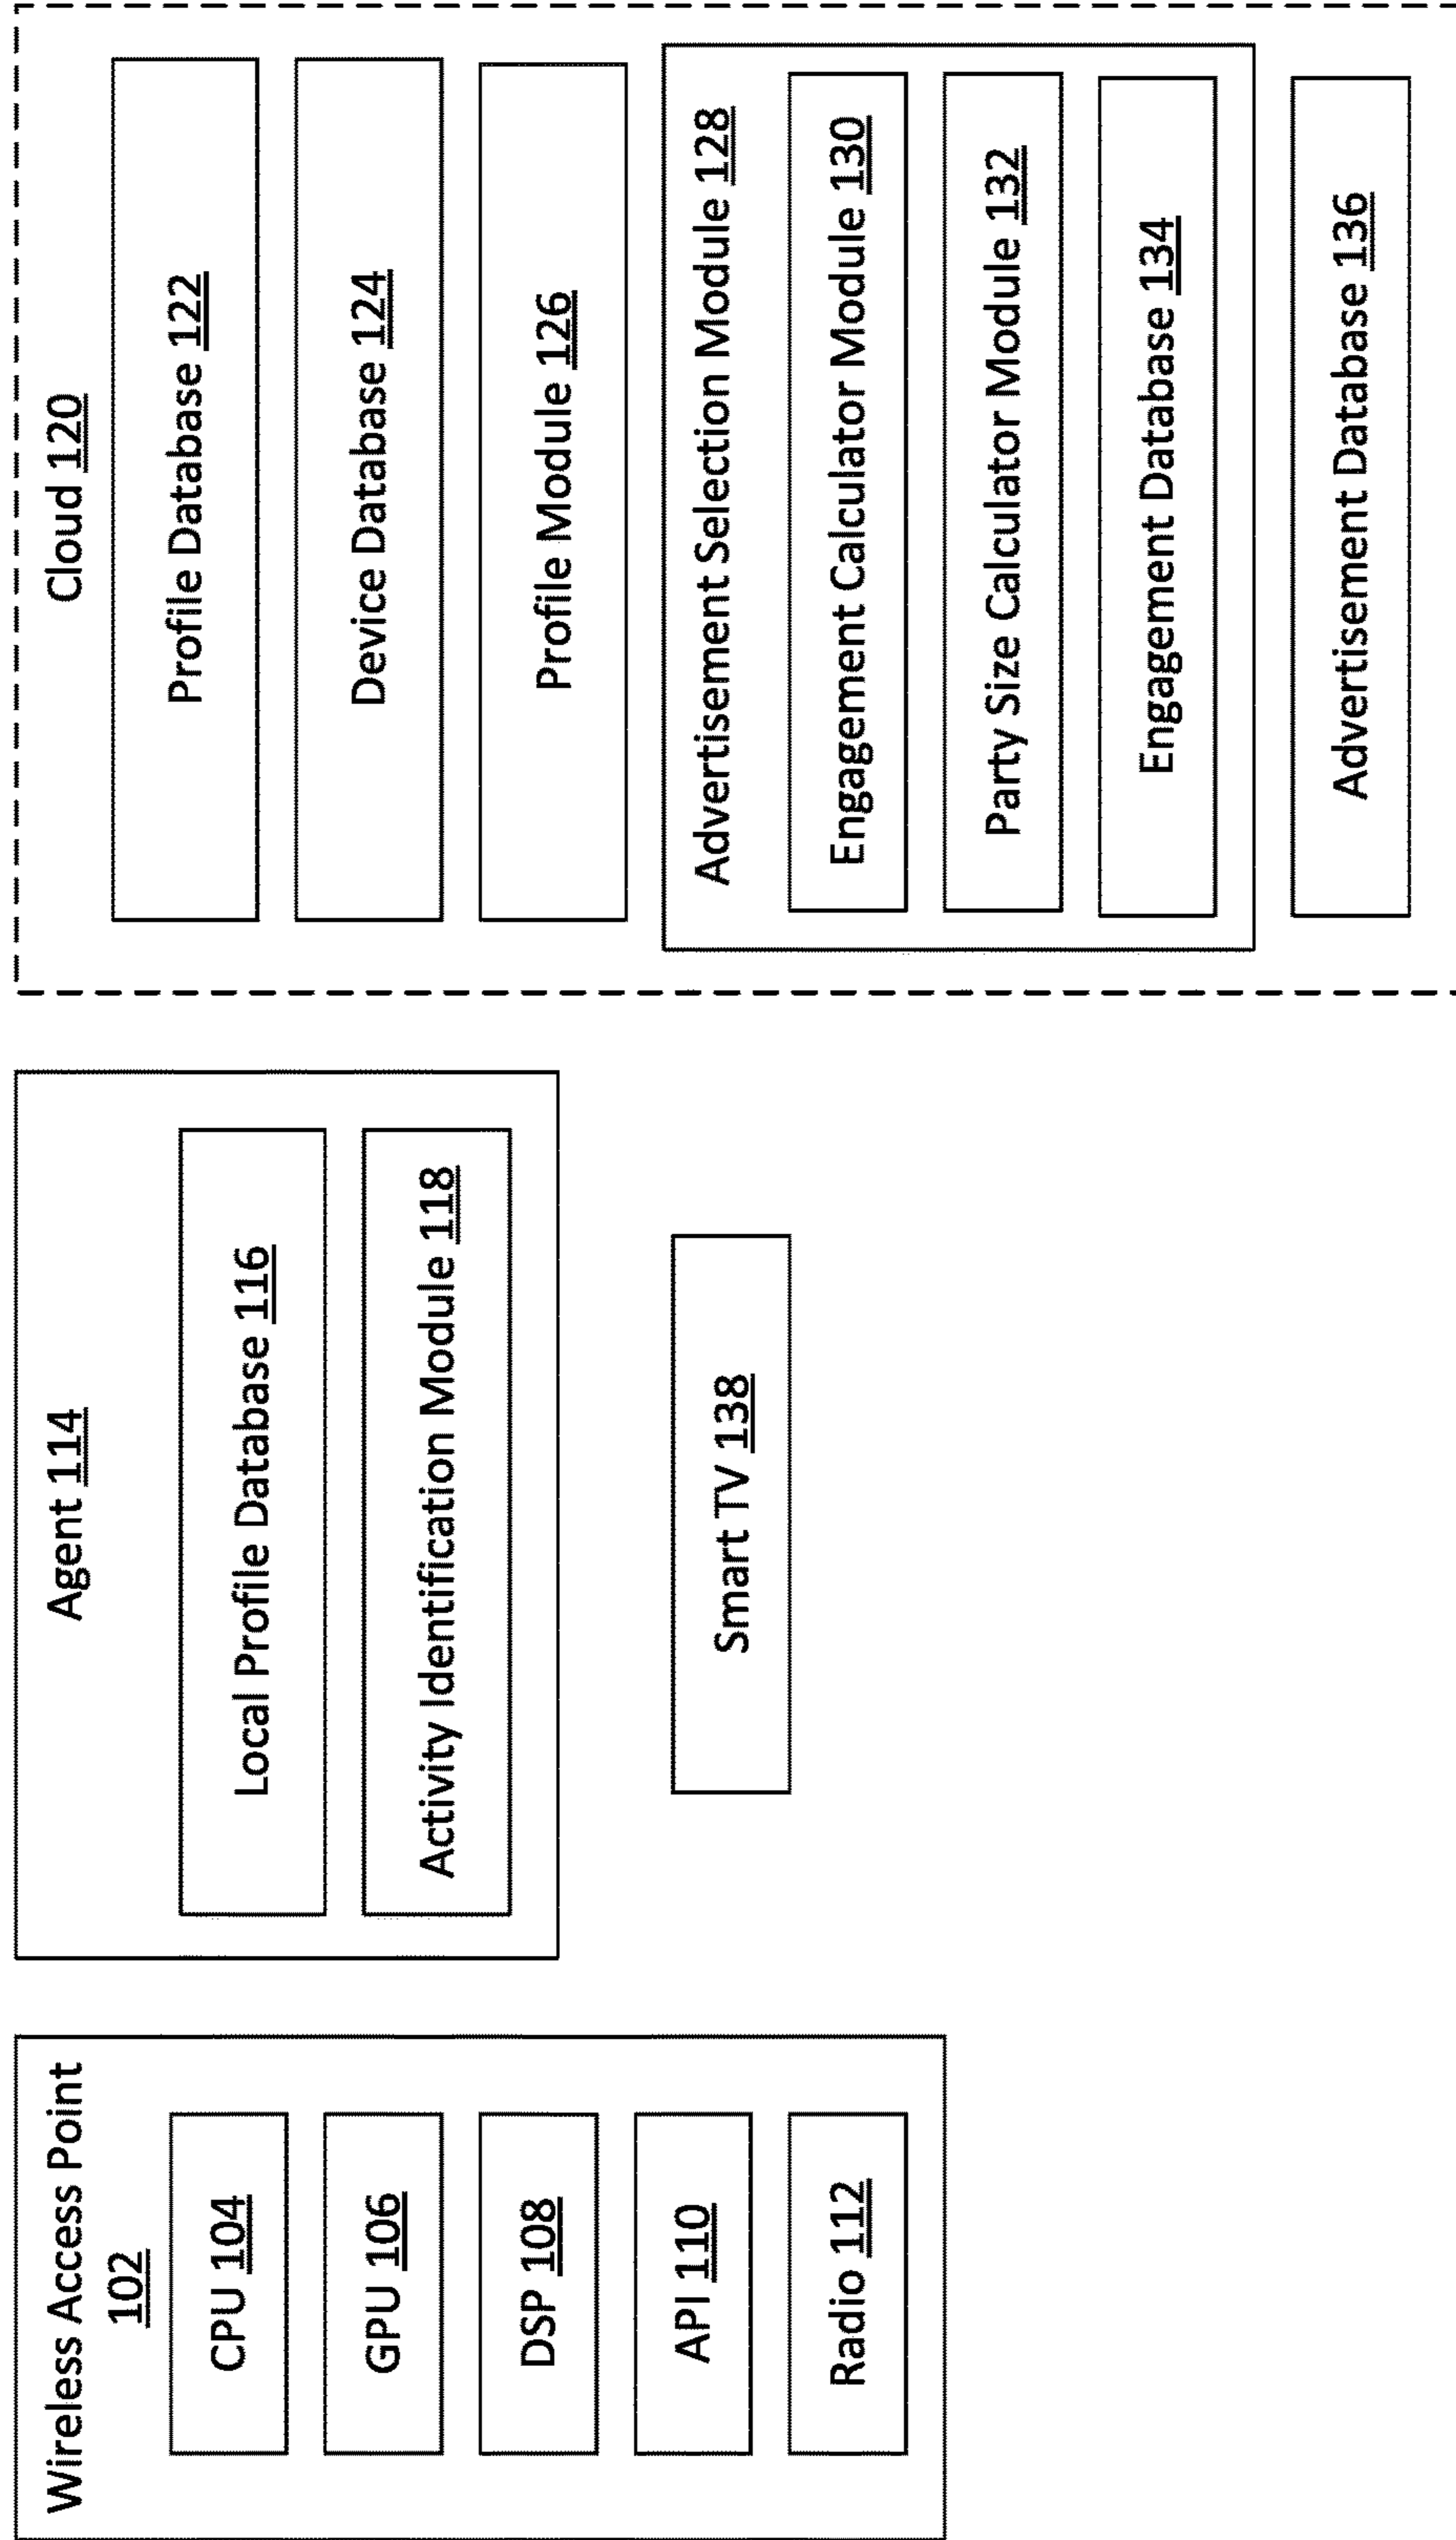 Wireless Access Point
102
CPU 104
GPU 106
DSP 108
API 110
Radio 112
Agent 114
Local Profile Database 116
Activity Identification Module 118
Smart TV 138
Cloud 120
Profile Database 122
Device Database 124
Profile Module 126
Advertisement Selection Module 128
Engagement Calculator Module 130
Party Size Calculator Module 132
Engagement Database 134
Advertisement Database 136